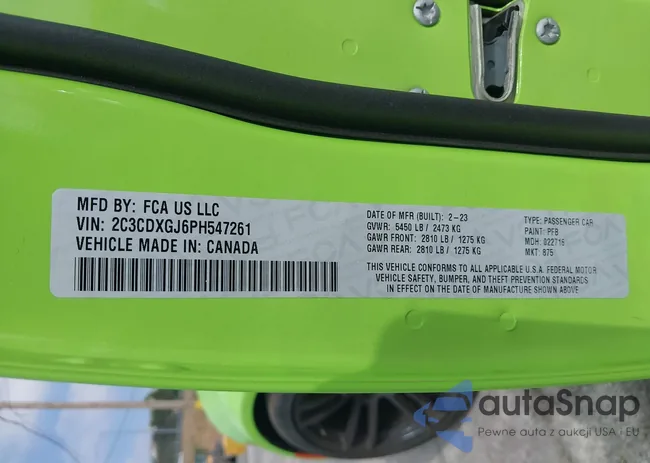 MFD BY: FCA US LLC
VIN: 2C3CDXGJ6PH547261
VEHICLE MADE IN: CANADA
DATE OF MFR (BUILT): 2-23
GVWR: 5450 LB / 2473 KG
GAWR FRONT: 2810 LB / 1275 KG
GAWR REAR: 2810 LB / 1275 KG
TYPE: PASSENGER CAR
PAINT: PFB
MDH: 022716
MKT: 875
THIS VEHICLE CONFORMS TO ALL APPLICABLE U.S.A. FEDERAL MOTOR
VEHICLE SAFETY, BUMPER, AND THEFT PREVENTION STANDARDS
IN EFFECT ON THE DATE OF MANUFACTURE SHOWN ABOVE
autoSnap
Pewne auta z aukcji USA i EU